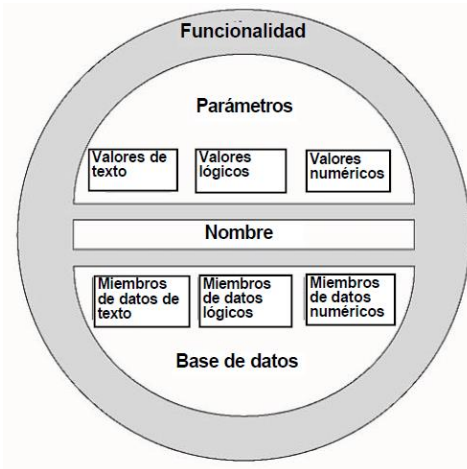 Funcionalidad
Parámetros
Valores de
texto
Valores
lógicos
Valores
numéricos
Nombre
Miembros
de datos de
texto
Miembros
de datos
lógicos
Miembros
de datos
numéricos
Base de datos